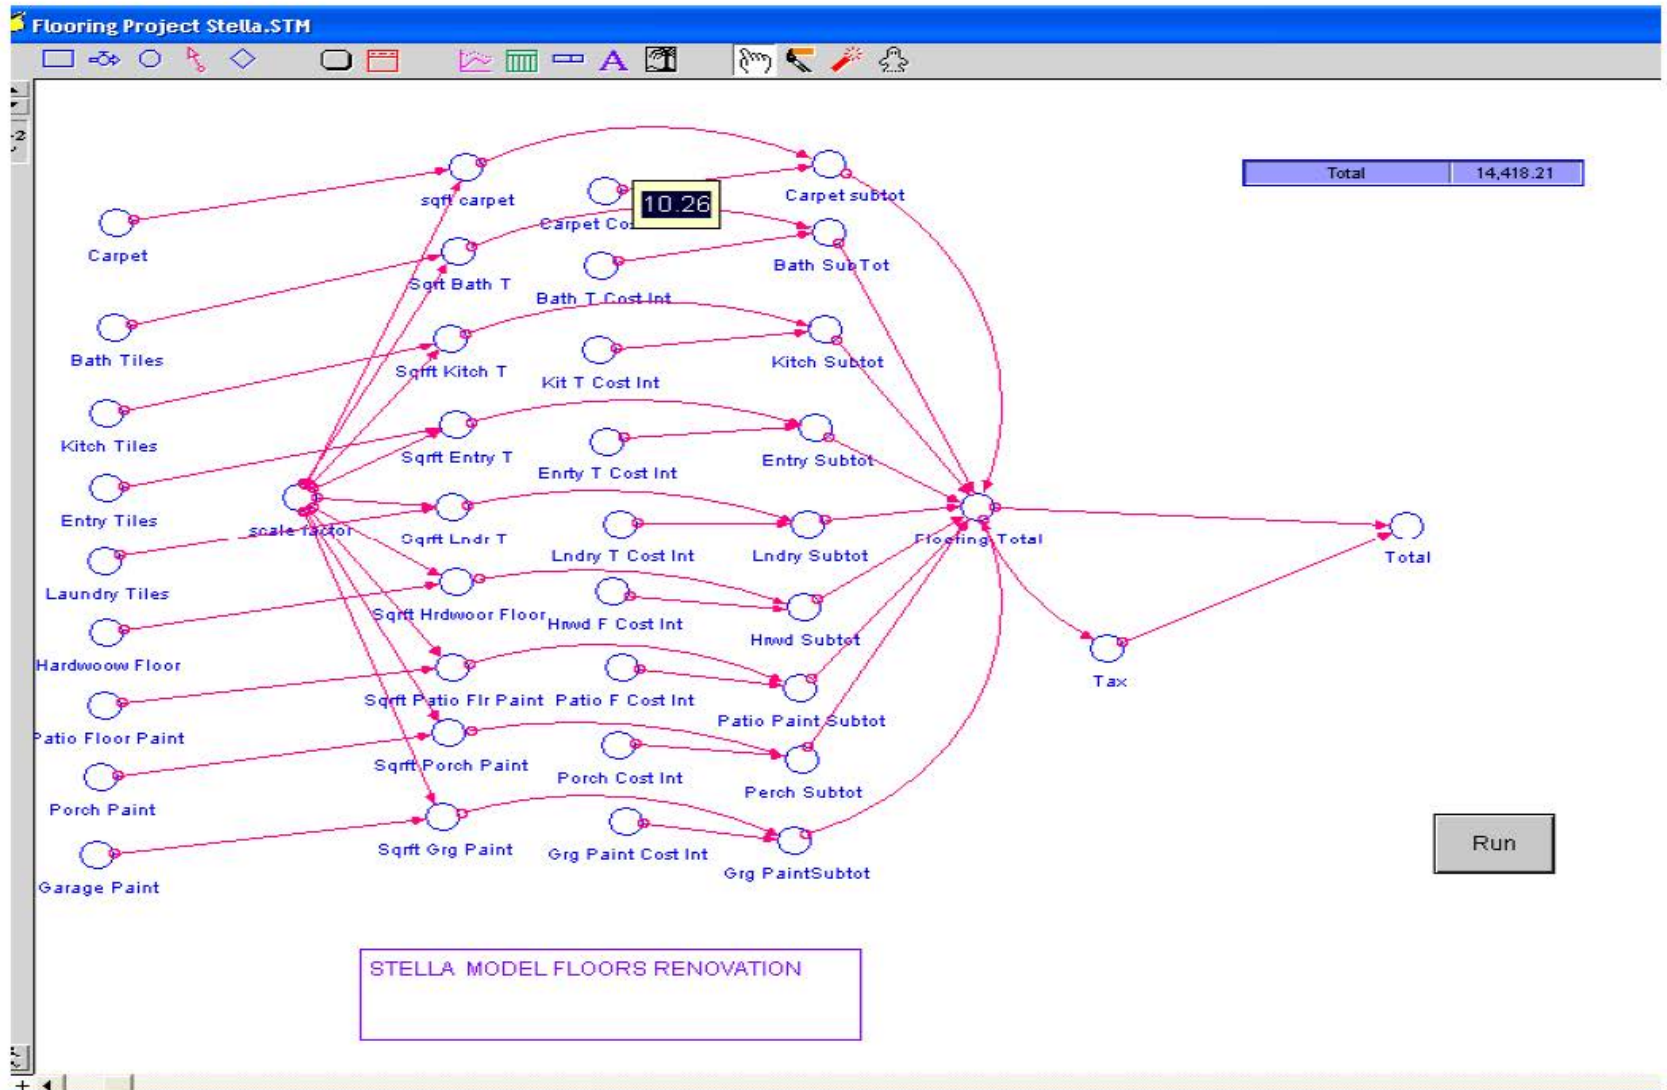 Flooring Project Stella.STM
Total 14,418.21
sqft carpet
Carpet subtot
10.26
Carpet
Bath SubTot
Sqft Bath T
Bath T Cost Int
Bath Tiles
Kitch Subtot
Sqrft Kitch T
Kit T Cost Int
Kitch Tiles
Sqrft Entry T
Enrty T Cost Int
Entry Subtot
Entry Tiles
scale factor
Sqrft Lndr T
Flooring Total
Lndry T Cost Int
Lndry Subtot
Total
Laundry Tiles
Sqrft Hrdwoor Floor
Hrwd F Cost Int
Hrwd Subtot
Hardwoow Floor
Tax
Sqrft Patio Flr Paint
Patio F Cost Int
Patio Paint Subtot
Patio Floor Paint
Sqrft Porch Paint
Porch Cost Int
Perch Subtot
Porch Paint
Run
Sqrft Grg Paint
Grg Paint Cost Int
Grg PaintSubtot
Garage Paint
STELLA MODEL FLOORS RENOVATION